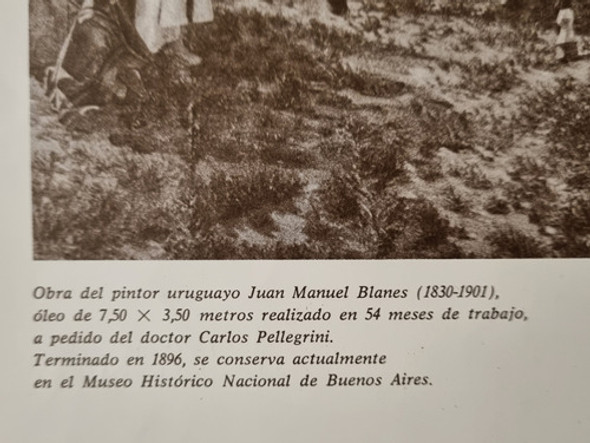 Obra del pintor uruguayo Juan Manuel Blanes (1830-1901),
óleo de 7,50 × 3,50 metros realizado en 54 meses de trabajo,
a pedido del doctor Carlos Pellegrini.
Terminado en 1896, se conserva actualmente
en el Museo Histórico Nacional de Buenos Aires.